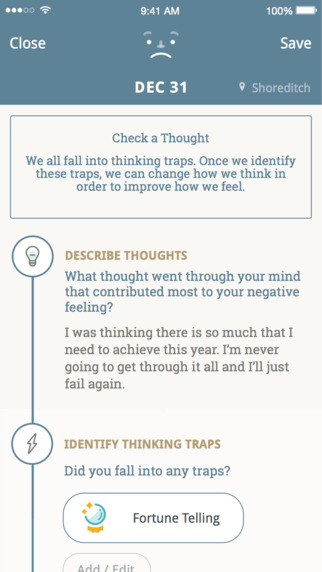 9:41 AM
100%
Close
Save
DEC 31
Shoreditch
Check a Thought
We all fall into thinking traps. Once we identify
these traps, we can change how we think in
order to improve how we feel.
DESCRIBE THOUGHTS
What thought went through your mind
that contributed most to your negative
feeling?
I was thinking there is so much that I
need to achieve this year. I'm never
going to get through it all and I'll just
fail again.
IDENTIFY THINKING TRAPS
Did you fall into any traps?
Fortune Telling
Add / Edit